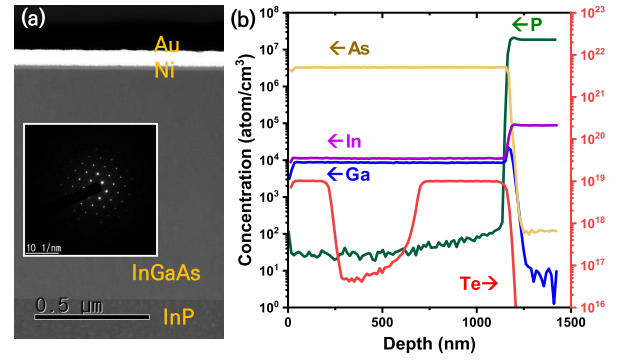 (a)
Au
Ni
10 1/nm
InGaAs
0.5 µm
InP
(b)
Concentration (atom/cm³)
10⁸
10⁷
10⁶
10⁵
10⁴
10³
10²
10¹
10⁰
←P
←As
←In
←Ga
Te→
10²³
10²²
10²¹
10²⁰
10¹⁹
10¹⁸
10¹⁷
10¹⁶
0
500
1000
1500
Depth (nm)